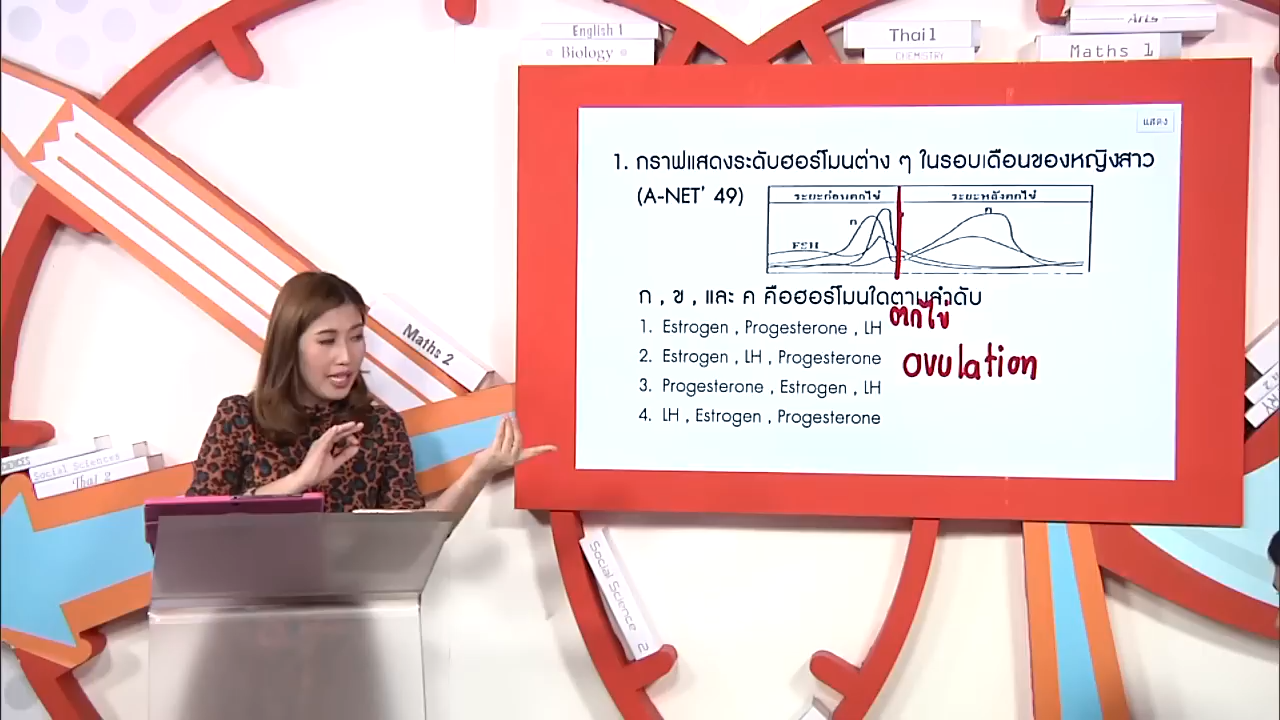 English 1
Biology
Thai1
CHEMISTRY
Arts
Maths 1
แสดง
1. กราฟแสดงระดับฮอร์โมนต่าง ๆ ในรอบเดือนของหญิงสาว
(A-NET' 49)
ระยะก่อนตกไข่
ระยะหลังตกไข่
FSH
ก , ข , และ ค คือฮอร์โมนใดตามลำดับ
1. Estrogen , Progesterone , LH
ตกไข่
2. Estrogen , LH , Progesterone
ovulation
3. Progesterone , Estrogen , LH
4. LH , Estrogen , Progesterone
Maths 2
Social Sciences
Thai 2
Social Science 2